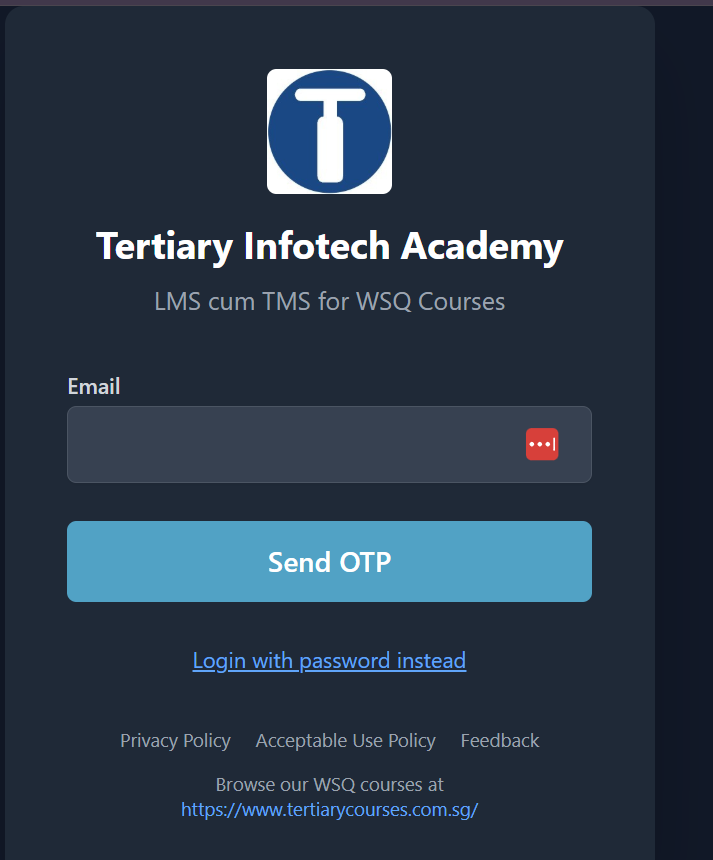 Tertiary Infotech Academy
LMS cum TMS for WSQ Courses
Email
Send OTP
Login with password instead
Privacy Policy Acceptable Use Policy Feedback
Browse our WSQ courses at
https://www.tertiarycourses.com.sg/